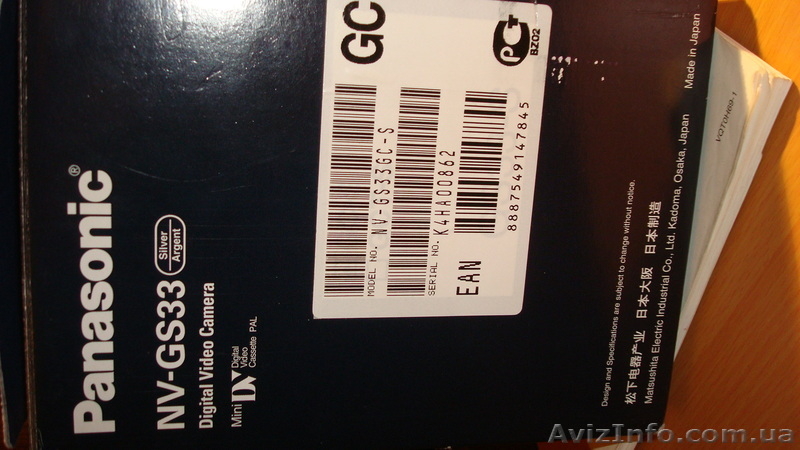 Panasonic®
NV-GS33 Silver Argent
Digital Video Camera
Mini DV Digital Video Cassette PAL
GC
PCT
BZ02
MODEL NO. NV-GS33GC-S
SERIAL NO. K4HA00862
EAN
8887549147845
Design and Specifications are subject to change without notice.
松下电器产业 日本大阪 日本制造
Matsushita Electric Industrial Co., Ltd. Kadoma, Osaka, Japan Made in Japan
VQT0H69-1
AvizInfo.com.ua